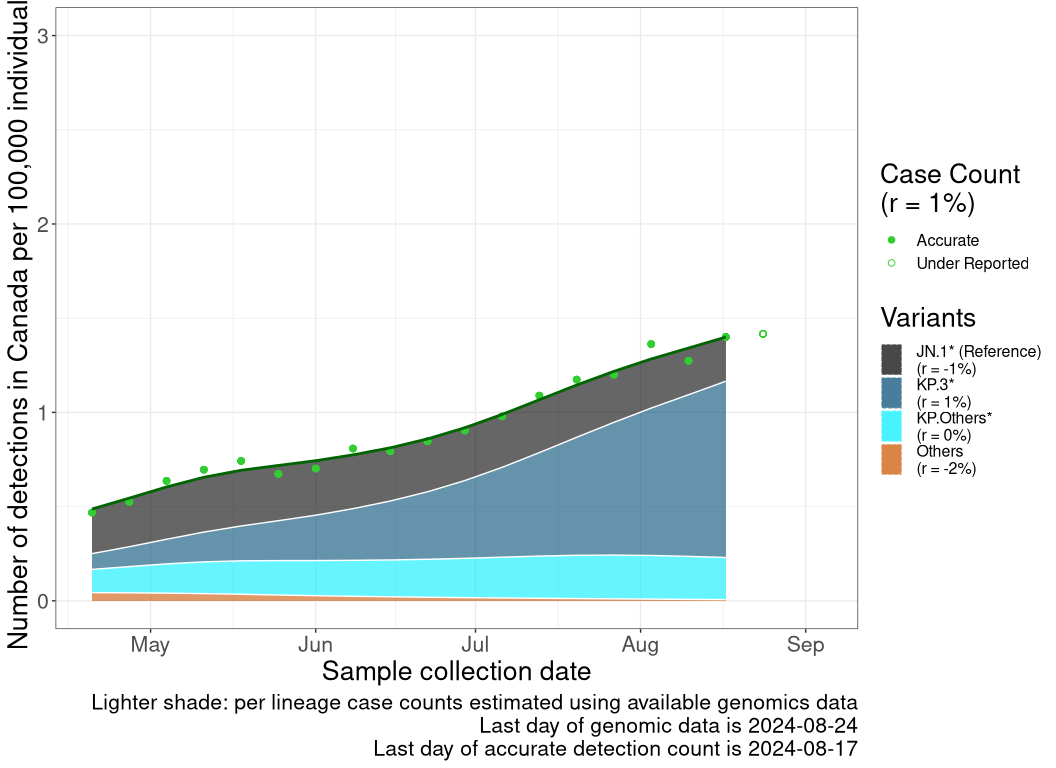 Number of detections in Canada per 100,000 individual
3
2
1
0
May Jun Jul Aug Sep
Sample collection date
Lighter shade: per lineage case counts estimated using available genomics data
Last day of genomic data is 2024-08-24
Last day of accurate detection count is 2024-08-17
Case Count
(r = 1%)
Accurate
Under Reported
Variants
JN.1* (Reference)
(r = -1%)
KP.3*
(r = 1%)
KP.Others*
(r = 0%)
Others
(r = -2%)